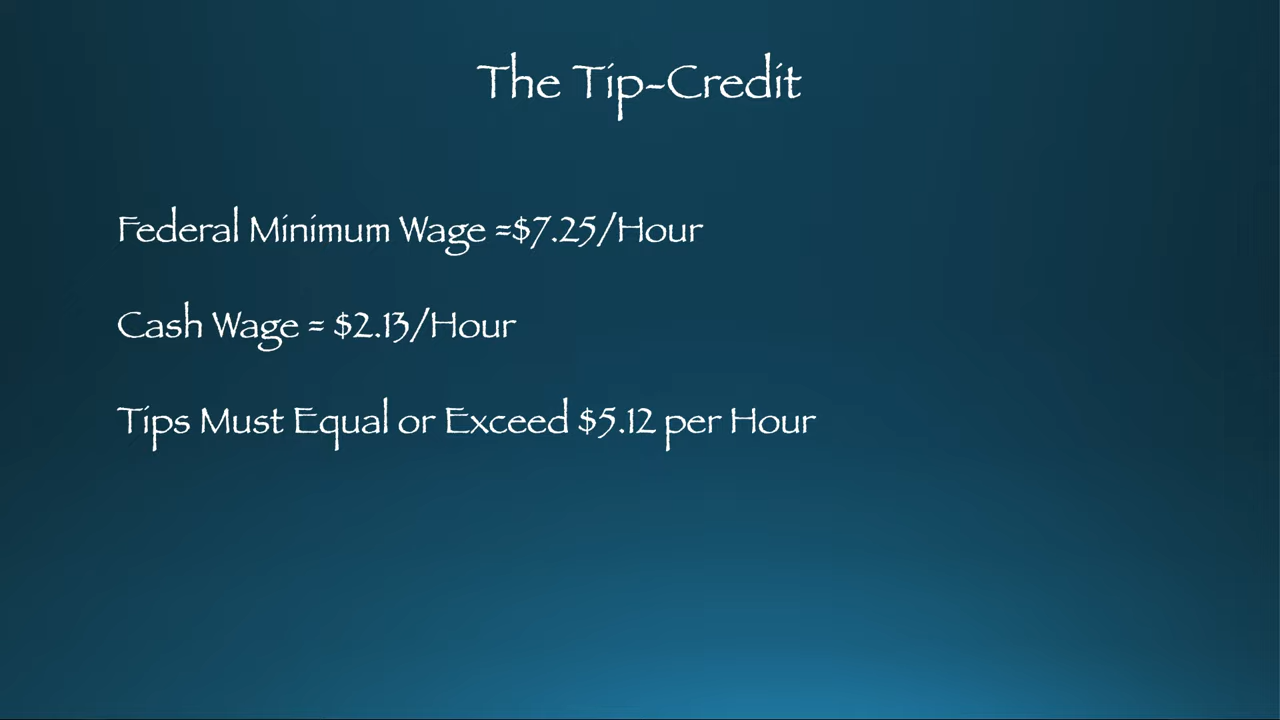 The Tip-Credit
Federal Minimum Wage =$7.25/Hour
Cash Wage = $2.13/Hour
Tips Must Equal or Exceed $5.12 per Hour